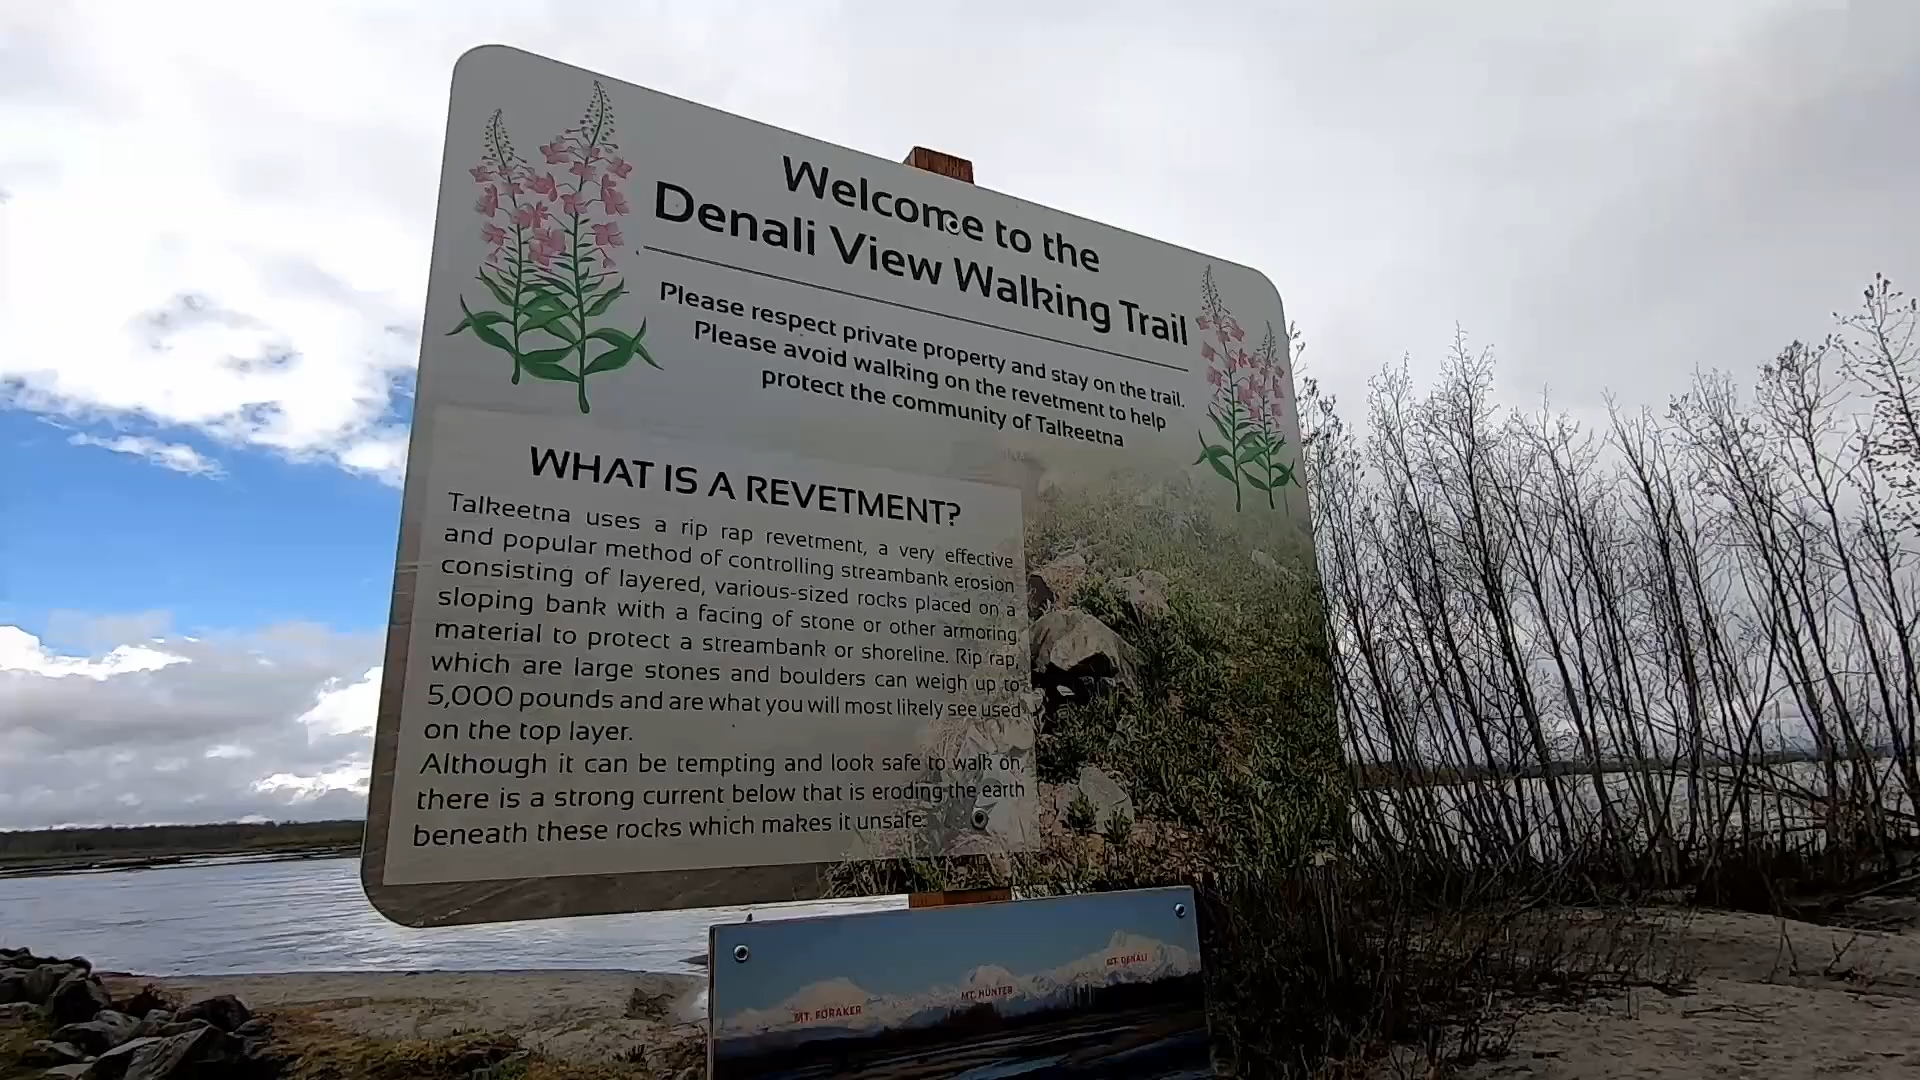 Welcome to the
Denali View Walking Trail
Please respect private property and stay on the trail.
Please avoid walking on the revetment to help
protect the community of Talkeetna
WHAT IS A REVETMENT?
Talkeetna uses a rip rap revetment, a very effective
and popular method of controlling streambank erosion
consisting of layered, various-sized rocks placed on a
sloping bank with a facing of stone or other armoring
material to protect a streambank or shoreline. Rip rap,
which are large stones and boulders can weigh up to
5,000 pounds and are what you will most likely see used
on the top layer.
Although it can be tempting and look safe to walk on,
there is a strong current below that is eroding the earth
beneath these rocks which makes it unsafe.
MT. FORAKER
MT. HUNTER
MT. DENALI